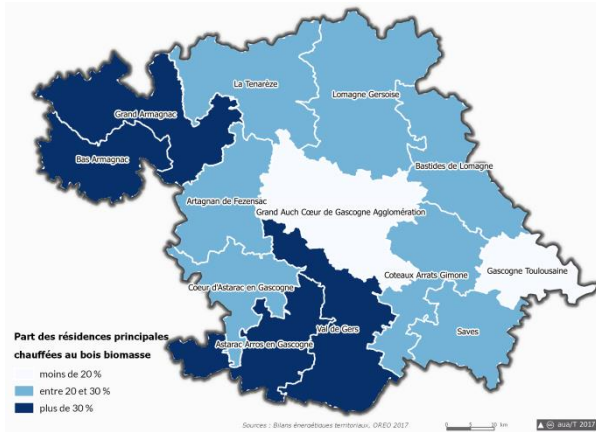 La Tenarèze
Lomagne Gersoise
Grand Armagnac
Bas Armagnac
Bastides de Lomagne
Artagnan de Fezensac
Grand Auch Cœur de Gascogne Agglomération
Coteaux Arrats Gimone
Gascogne Toulousaine
Coeur d'Astarac en Gascogne
Astarac Arros en Gascogne
Val de Gers
Saves
Part des résidences principales
chauffées au bois biomasse
moins de 20 %
entre 20 et 30 %
plus de 30 %
Sources : Bilans énergétiques territoriaux, OREO 2017
0 5 10 km
aua/T 2017